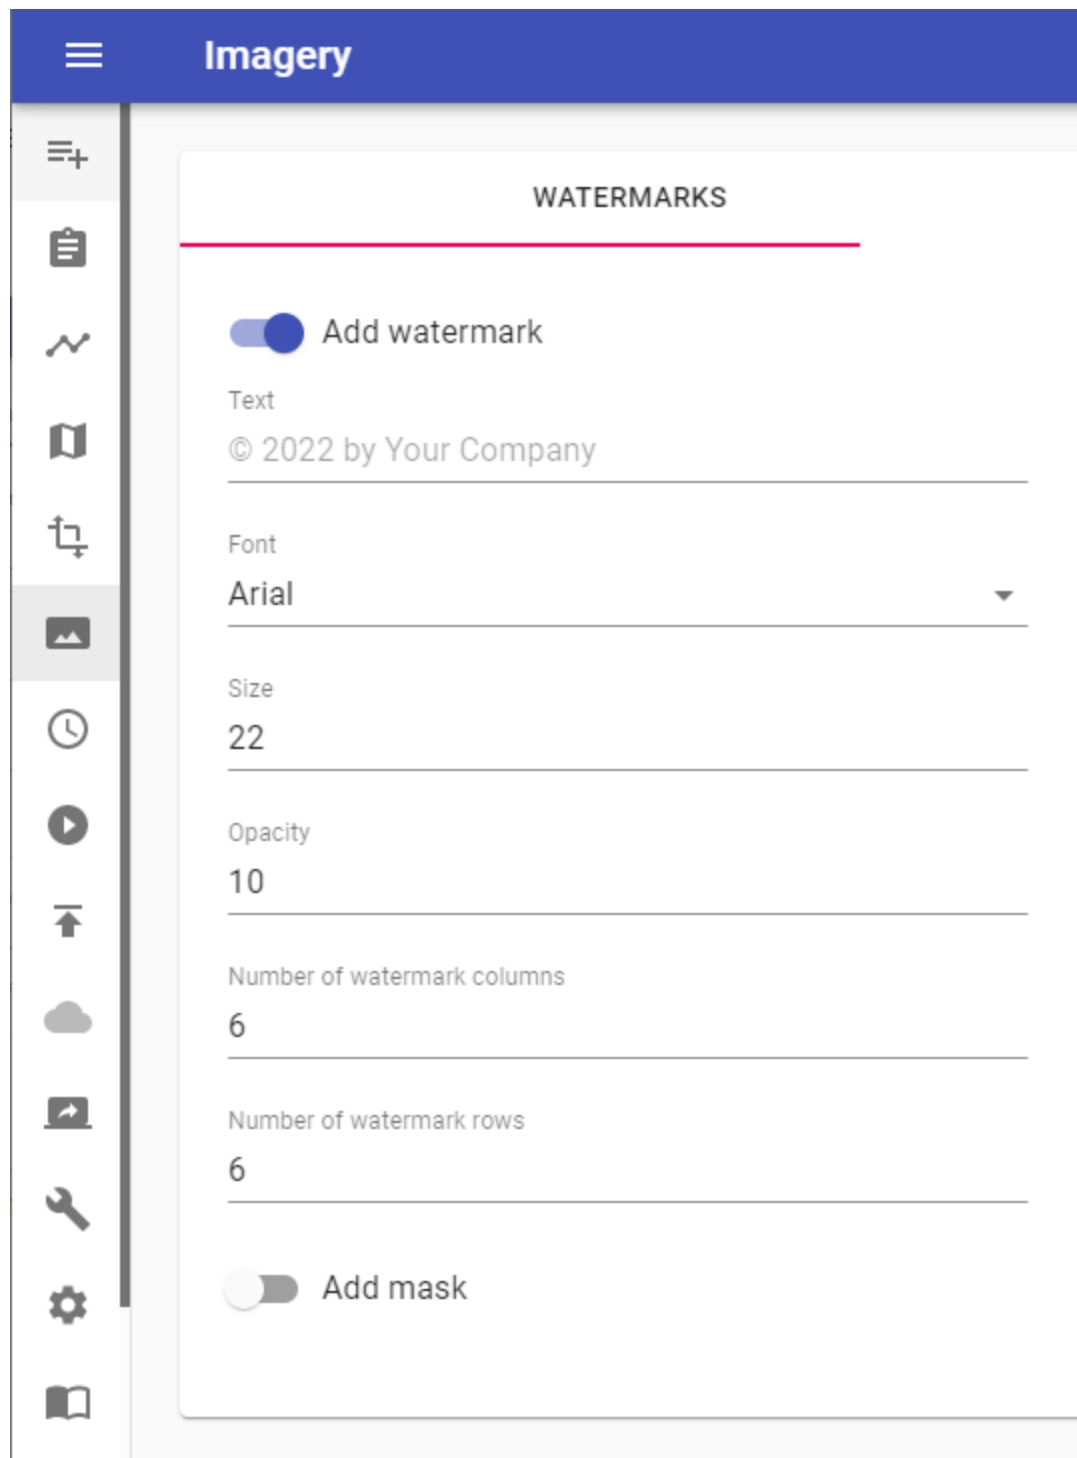 Imagery
WATERMARKS
Add watermark
Text
© 2022 by Your Company
Font
Arial
Size
22
Opacity
10
Number of watermark columns
6
Number of watermark rows
6
Add mask